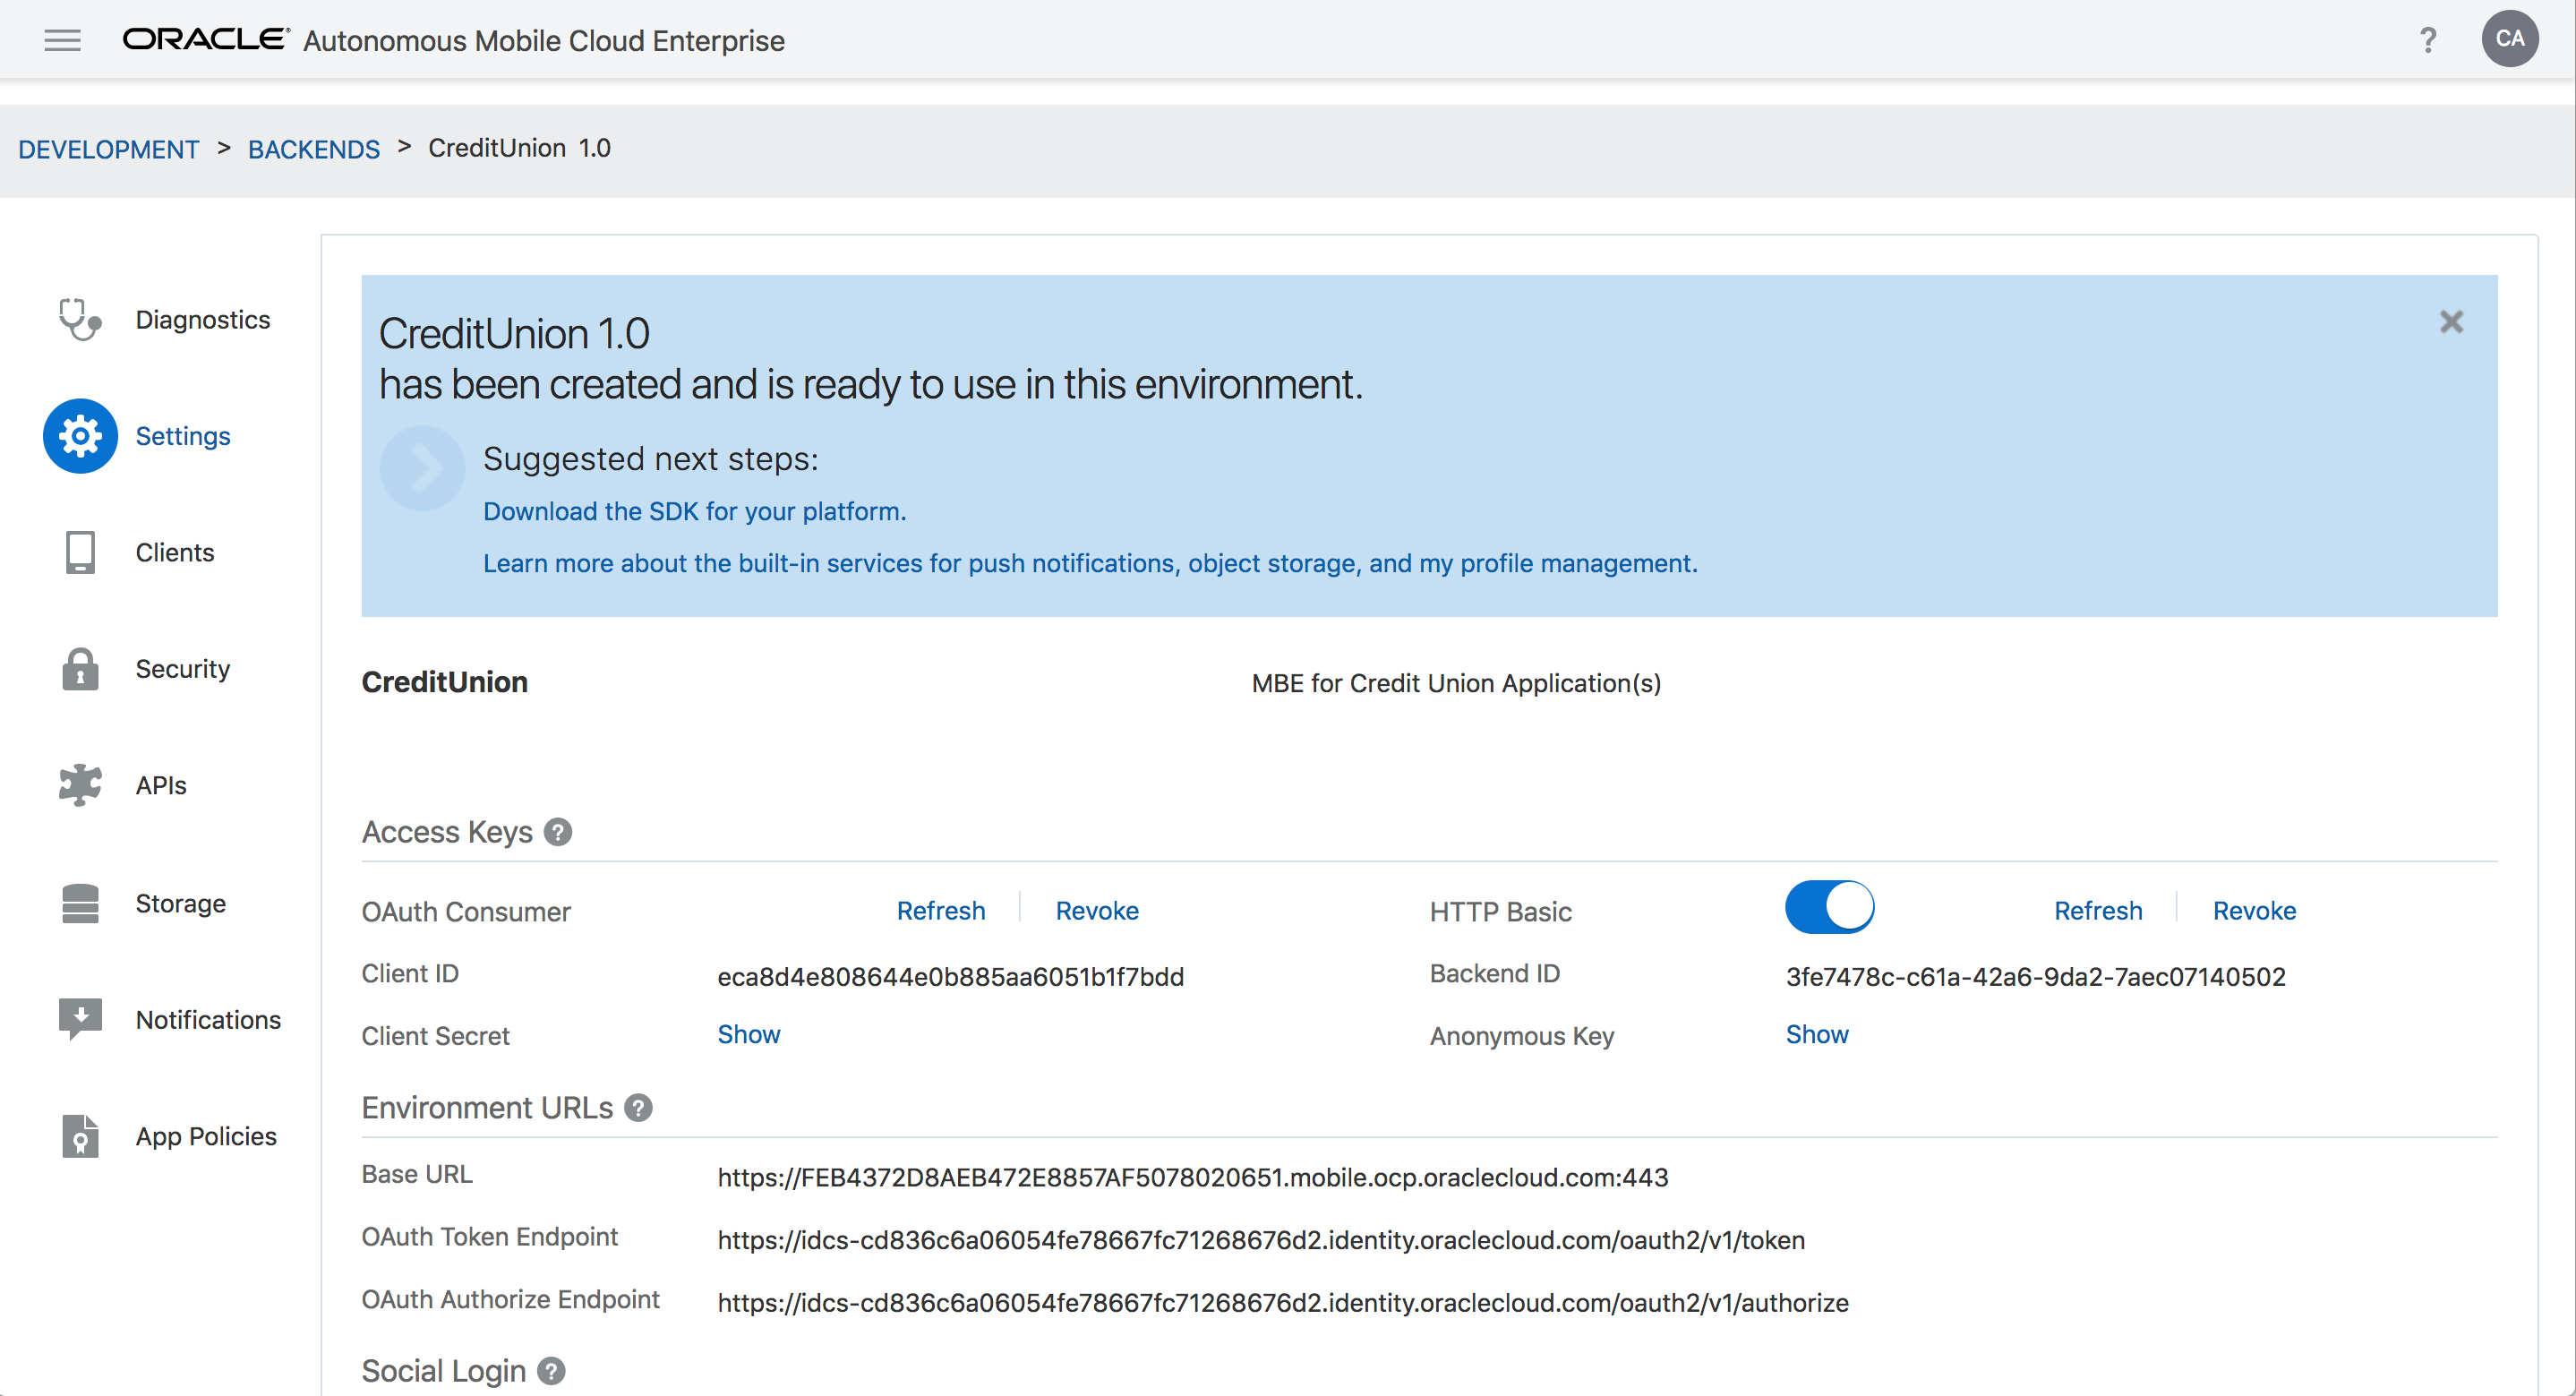 ORACLE® Autonomous Mobile Cloud Enterprise ? CA
DEVELOPMENT > BACKENDS > CreditUnion 1.0
Diagnostics
Settings
Clients
Security
APIs
Storage
Notifications
App Policies
CreditUnion 1.0
has been created and is ready to use in this environment.
Suggested next steps:
Download the SDK for your platform.
Learn more about the built-in services for push notifications, object storage, and my profile management.
CreditUnion MBE for Credit Union Application(s)
Access Keys ?
OAuth Consumer Refresh Revoke
Client ID eca8d4e808644e0b885aa6051b1f7bdd
Client Secret Show
HTTP Basic Refresh Revoke
Backend ID 3fe7478c-c61a-42a6-9da2-7aec07140502
Anonymous Key Show
Environment URLs ?
Base URL https://FEB4372D8AEB472E8857AF5078020651.mobile.ocp.oraclecloud.com:443
OAuth Token Endpoint https://idcs-cd836c6a06054fe78667fc71268676d2.identity.oraclecloud.com/oauth2/v1/token
OAuth Authorize Endpoint https://idcs-cd836c6a06054fe78667fc71268676d2.identity.oraclecloud.com/oauth2/v1/authorize
Social Login ?